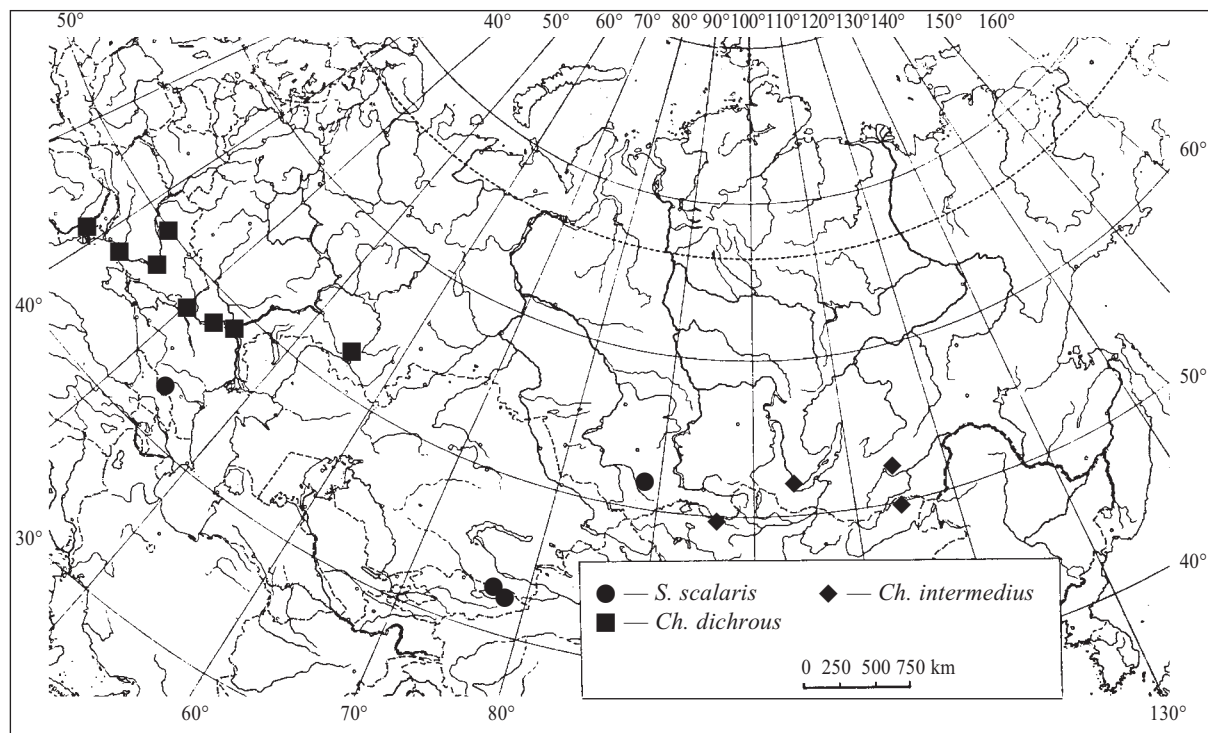 50° 40° 50° 60° 70° 80° 90° 100° 110° 120° 130° 140° 150° 160°
60°
40°
50°
30°
40°
● — S. scalaris ◆ — Ch. intermedius
■ — Ch. dichrous
0 250 500 750 km
60° 70° 80° 130°